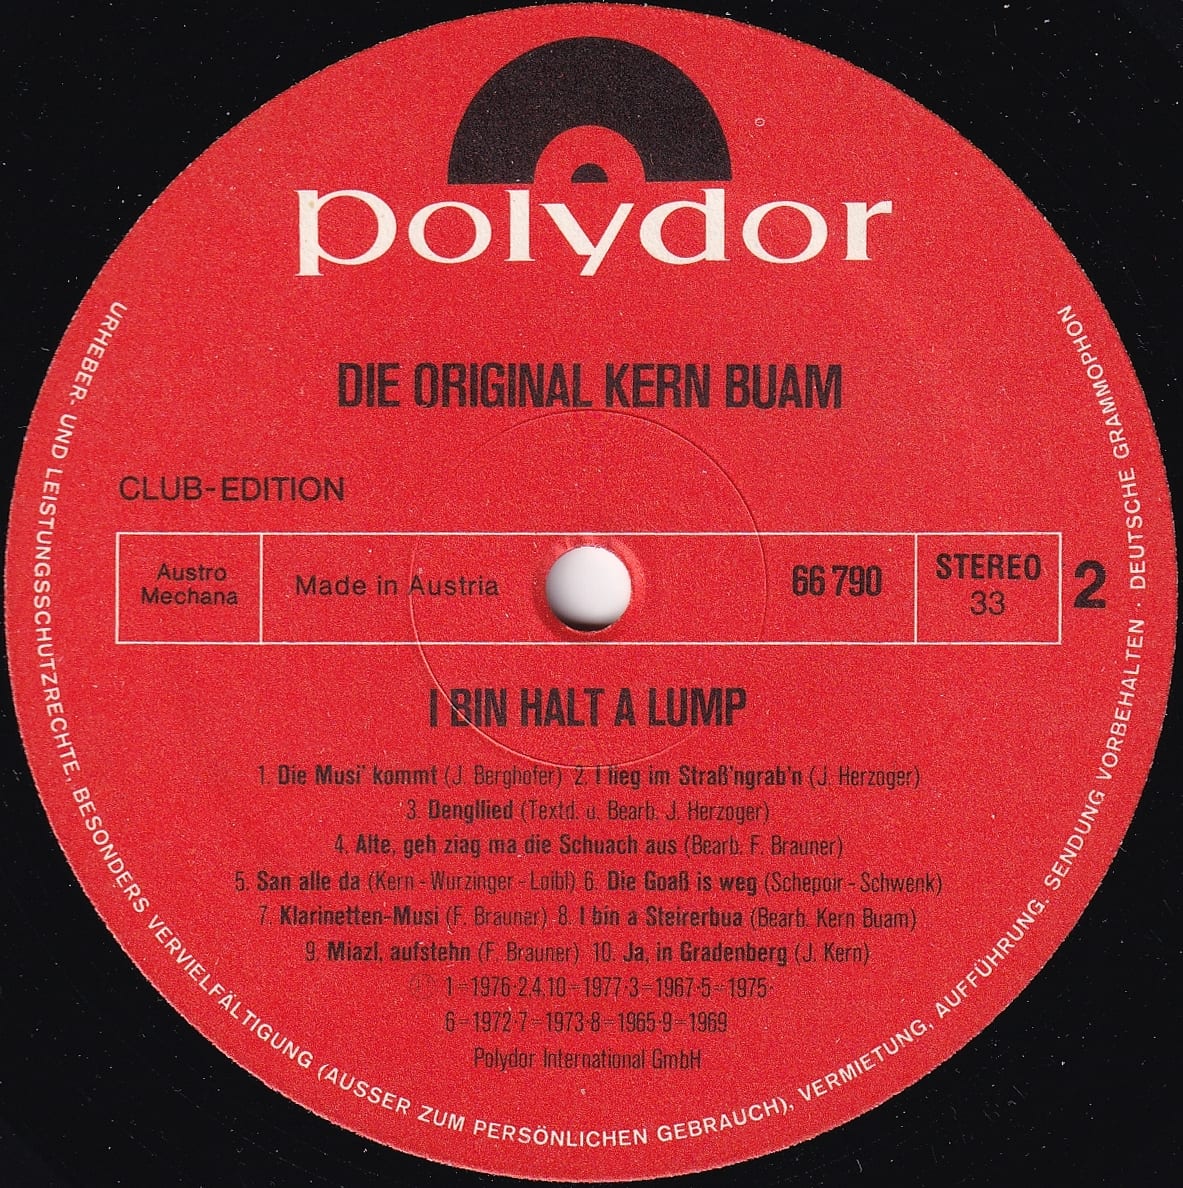 polydor
DIE ORIGINAL KERN BUAM
CLUB-EDITION
Austro
Mechana
Made in Austria
66 790
STEREO
33
2
I BIN HALT A LUMP
1. Die Musi' kommt (J. Berghofer) 2. I lieg im Straß'ngrab'n (J. Herzoger)
3. Dengllied (Textd. u. Bearb. J. Herzoger)
4. Alte, geh ziag ma die Schuach aus (Bearb. F. Brauner)
5. San alle da (Kern - Wurzinger - Loibl) 6. Die Goaß is weg (Schepoir - Schwenk)
7. Klarinetten-Musi (F. Brauner) 8. I bin a Steirerbua (Bearb. Kern Buam)
9. Miazl, aufstehn (F. Brauner) 10. Ja, in Gradenberg (J. Kern)
℗ 1-1976·2.4.10-1977·3-1967·5-1975·
6-1972·7-1973·8-1965·9-1969
Polydor International GmbH
URHEBER- UND LEISTUNGSSCHUTZRECHTE, BESONDERS VERVIELFÄLTIGUNG (AUSSER ZUM PERSÖNLICHEN GEBRAUCH), VERMIETUNG, AUFFÜHRUNG, SENDUNG VORBEHALTEN · DEUTSCHE GRAMMOPHON